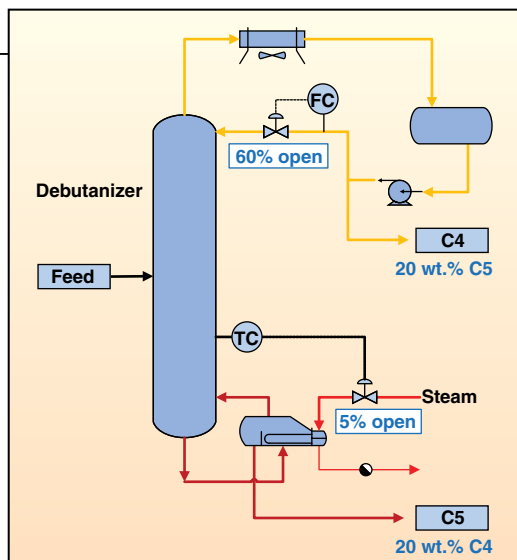 FC
60% open
Debutanizer
C4
20 wt.% C5
Feed
TC
Steam
5% open
C5
20 wt.% C4